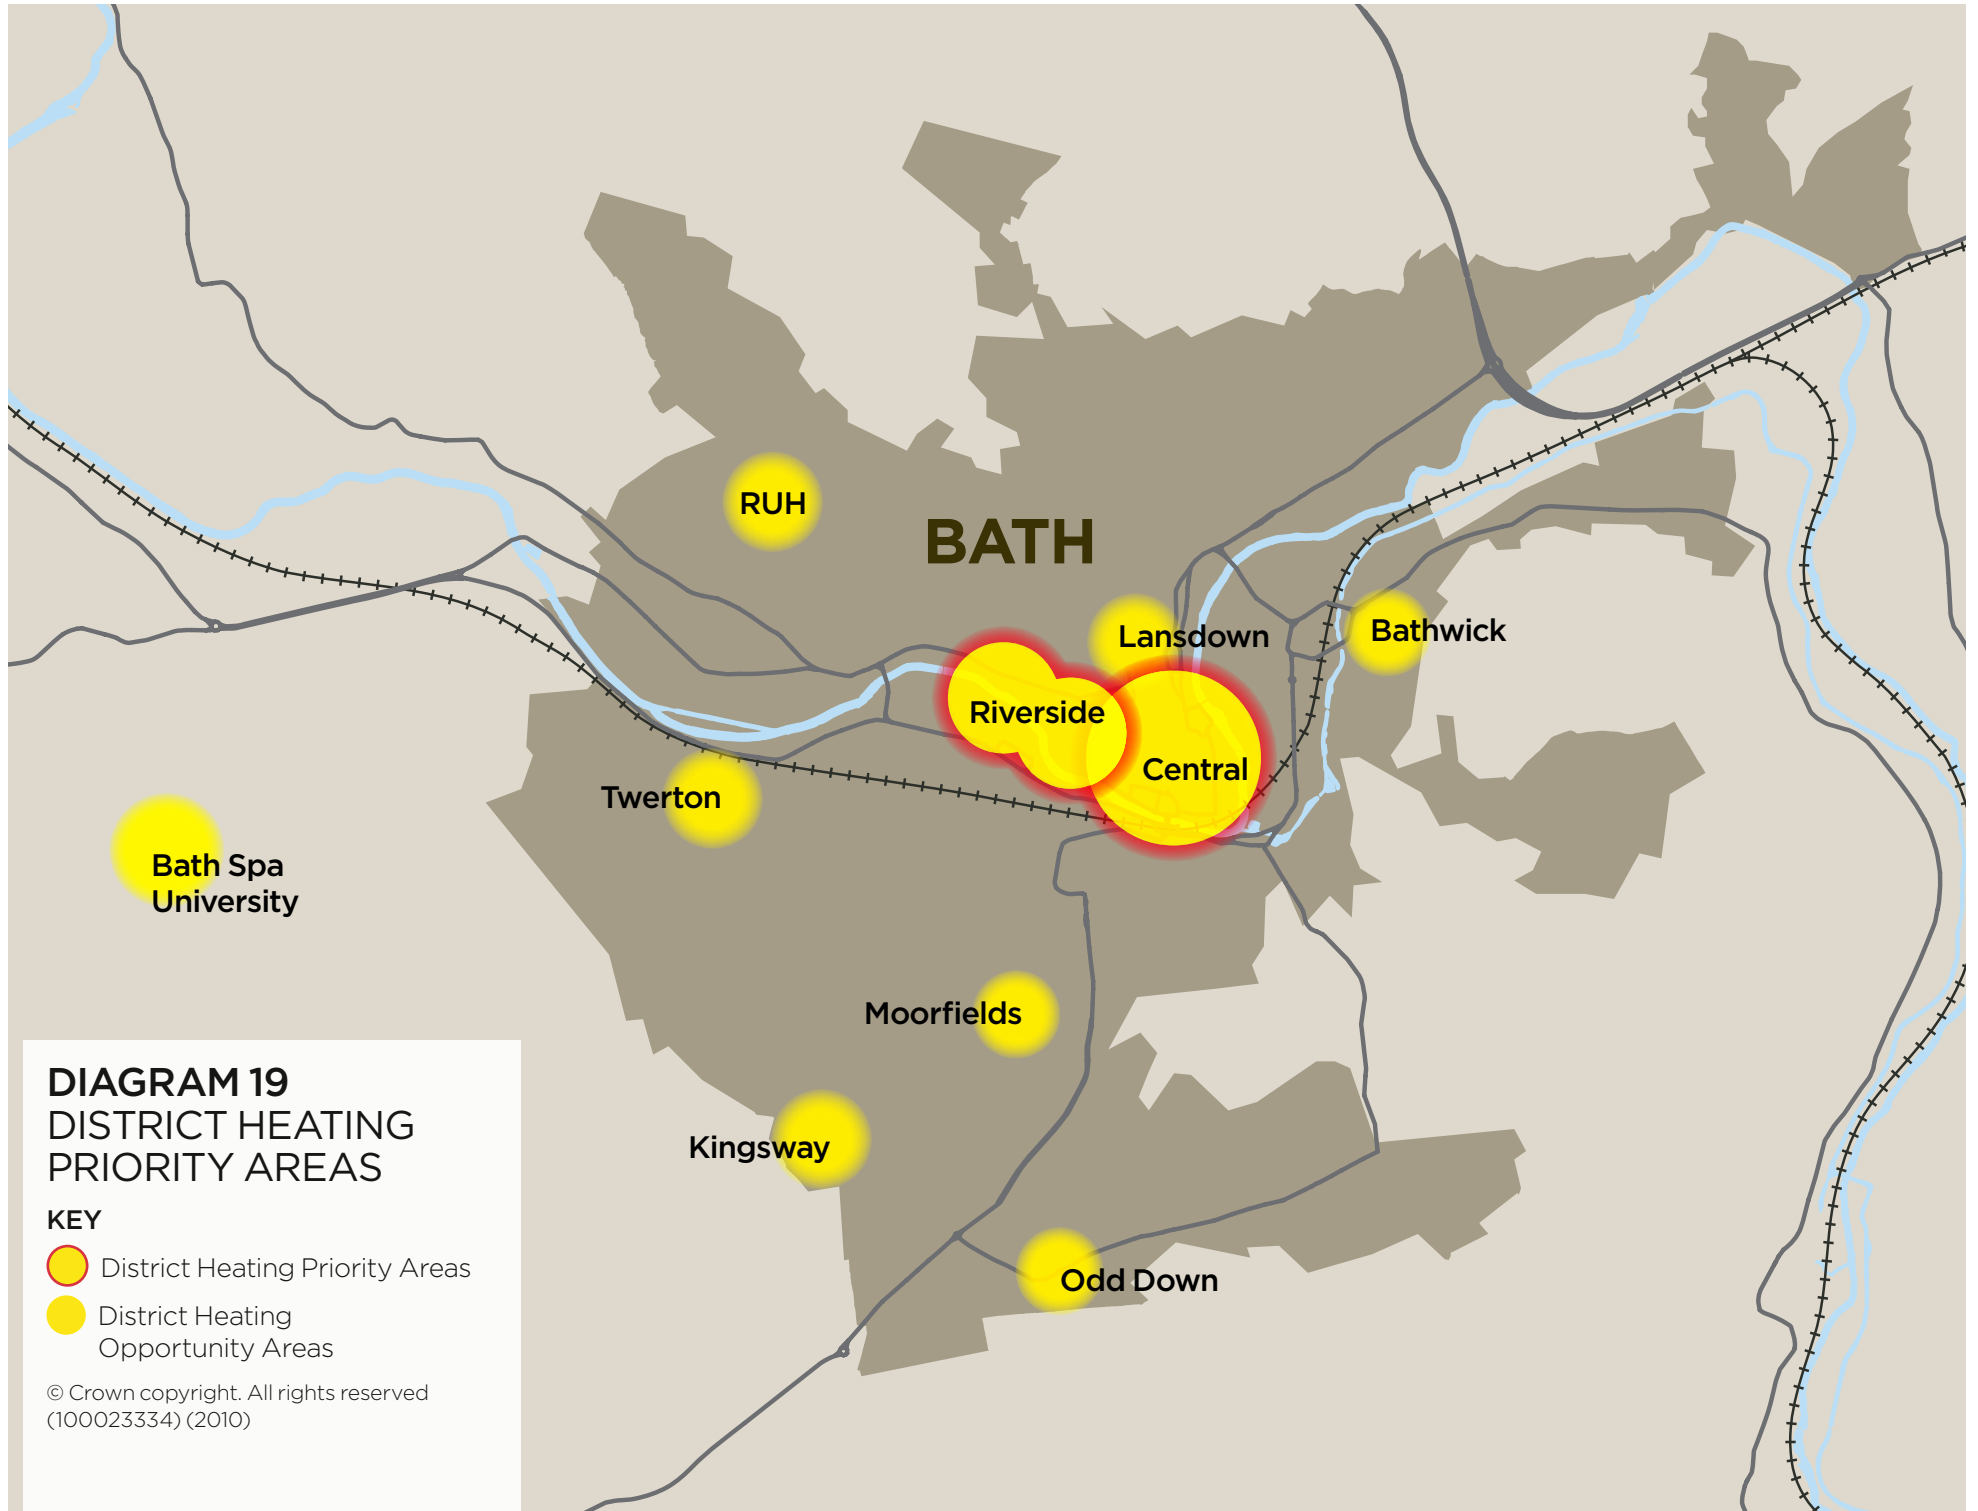 RUH
BATH
Lansdown
Bathwick
Riverside
Central
Twerton
Bath Spa
University
Moorfields
Kingsway
Odd Down
DIAGRAM 19
DISTRICT HEATING
PRIORITY AREAS
KEY
District Heating Priority Areas
District Heating
Opportunity Areas
© Crown copyright. All rights reserved
(100023334) (2010)